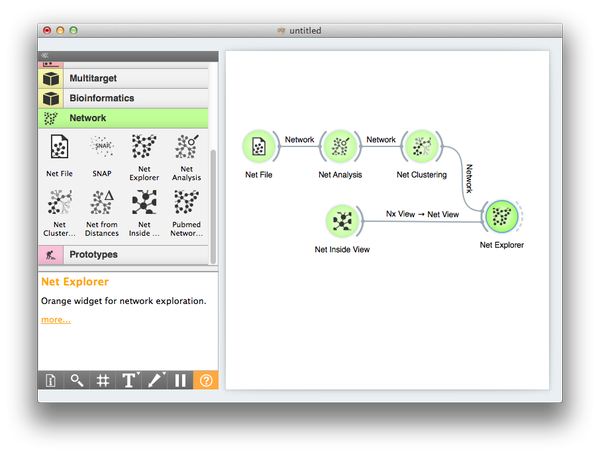 untitled
Multitarget
Bioinformatics
Network
Net File
SNAP
Net Explorer
Net Analysis
Net Cluster...
Net from Distances
Net Inside ...
Pubmed Networ...
Prototypes
Net Explorer
Orange widget for network exploration.
more...
Network
Network
Net File
Net Analysis
Net Clustering
Network
Nx View → Net View
Net Inside View
Net Explorer